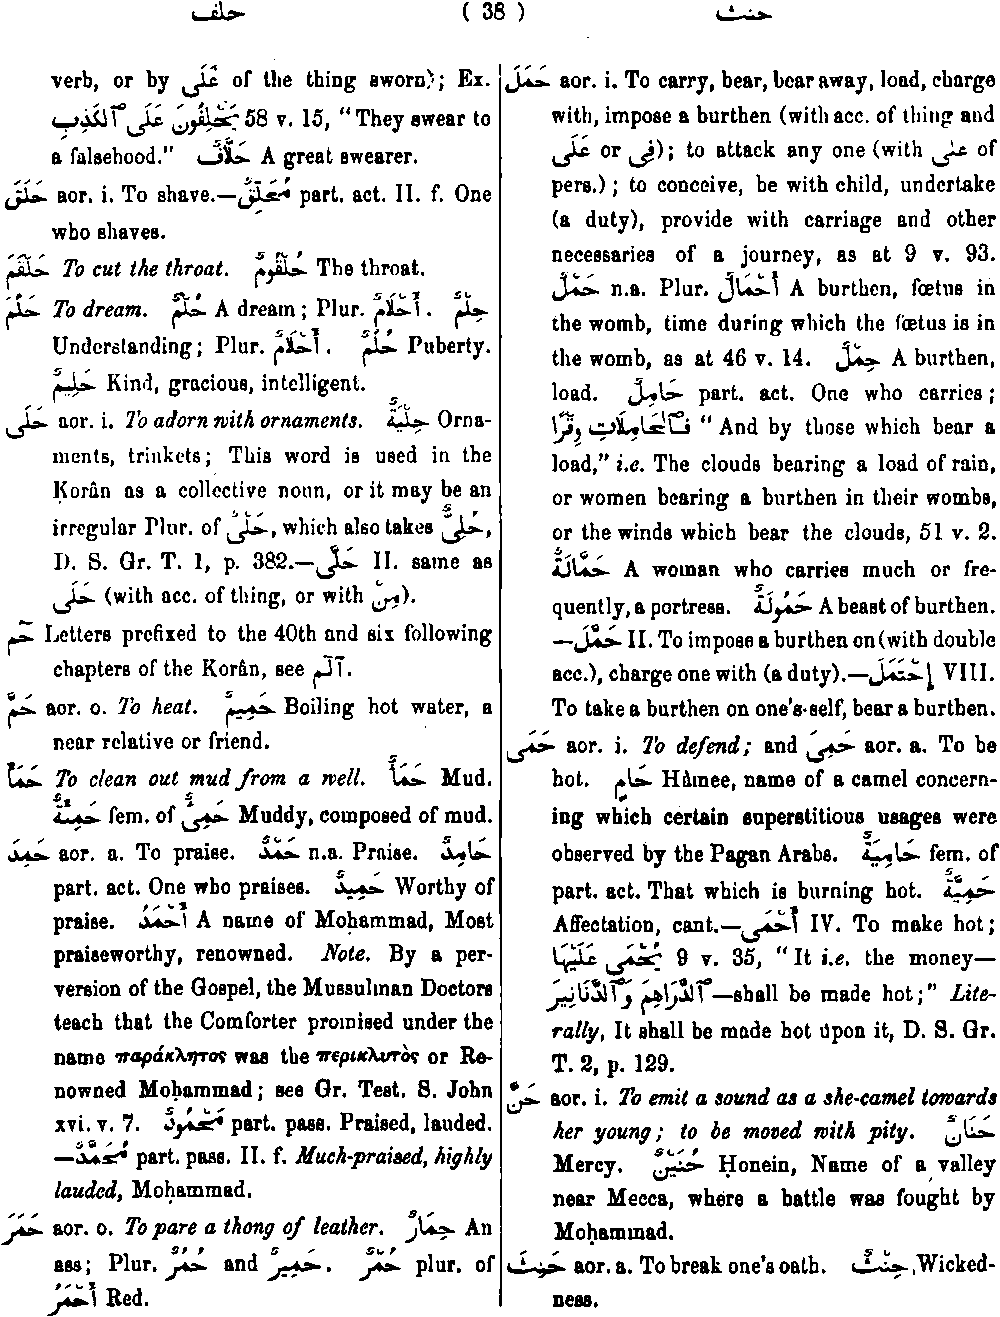 حلف ( 38 ) حنث
verb, or by عَلَى of the thing sworn); Ex.
يَحْلِفُونَ عَلَى ٱلْكَذِبِ 58 v. 15, “They swear to
a falsehood.” حَلَّافٌ A great swearer.
حَلَقَ aor. i. To shave.—مُحَلِّقٌ part. act. II. f. One
who shaves.
حَلْقَمَ To cut the throat. حُلْقُومٌ The throat.
حَلَمَ To dream. حُلْمٌ A dream; Plur. أَحْلَامٌ. حِلْمٌ
Understanding; Plur. أَحْلَامٌ. حُلُمٌ Puberty.
حَلِيمٌ Kind, gracious, intelligent.
حَلَى aor. i. To adorn with ornaments. حِلْيَةٌ Orna-
ments, trinkets; This word is used in the
Ḳorân as a collective noun, or it may be an
irregular Plur. of حَلْىٌ, which also takes حُلِىٌّ,
D. S. Gr. T. 1, p. 382.—حَلَّى II. same as
حَلَى (with acc. of thing, or with مِنْ).
حٰم Letters prefixed to the 40th and six following
chapters of the Ḳorân, see آلم.
حَمَّ aor. o. To heat. حَمِيمٌ Boiling hot water, a
near relative or friend.
حَمَأَ To clean out mud from a well. حَمَأٌ Mud.
حَمِئَةٌ fem. of حَمِئٌ Muddy, composed of mud.
حَمِدَ aor. a. To praise. حَمْدٌ n.a. Praise. حَامِدٌ
part. act. One who praises. حَمِيدٌ Worthy of
praise. أَحْمَدُ A name of Moḥammad, Most
praiseworthy, renowned. Note. By a per-
version of the Gospel, the Mussulman Doctors
teach that the Comforter promised under the
name παράκλητος was the περικλυτὸς or Re-
nowned Moḥammad; see Gr. Test. S. John
xvi. v. 7. مَحْمُودٌ part. pass. Praised, lauded.
—مُحَمَّدٌ part. pass. II. f. Much-praised, highly
lauded, Moḥammad.
حَمَرَ aor. o. To pare a thong of leather. حِمَارٌ An
ass; Plur. حُمُرٌ and حَمِيرٌ. حُمْرٌ plur. of
أَحْمَرُ Red.
حَمَلَ aor. i. To carry, bear, bear away, load, charge
with, impose a burthen (with acc. of thing and
عَلَى or فِى); to attack any one (with على of
pers.); to conceive, be with child, undertake
(a duty), provide with carriage and other
necessaries of a journey, as at 9 v. 93.
حَمْلٌ n.a. Plur. أَحْمَالٌ A burthen, fœtus in
the womb, time during which the fœtus is in
the womb, as at 46 v. 14. حِمْلٌ A burthen,
load. حَامِلٌ part. act. One who carries;
فَٱلْحَامِلَاتِ وِقْرًا “And by those which bear a
load,” i.e. The clouds bearing a load of rain,
or women bearing a burthen in their wombs,
or the winds which bear the clouds, 51 v. 2.
حَمَّالَةٌ A woman who carries much or fre-
quently, a portress. حَمُولَةٌ A beast of burthen.
—حَمَّلَ II. To impose a burthen on (with double
acc.), charge one with (a duty).—إِحْتَمَلَ VIII.
To take a burthen on one’s-self, bear a burthen.
حَمَى aor. i. To defend; and حَمِىَ aor. a. To be
hot. حَامٍ Hâmee, name of a camel concern-
ing which certain superstitious usages were
observed by the Pagan Arabs. حَامِيَةٌ fem. of
part. act. That which is burning hot. حَمِيَّةٌ
Affectation, cant.—أَحْمَى IV. To make hot;
يُحْمَى عَلَيْهَا 9 v. 35, “It i.e. the money—
ٱلدَّرَاهِمُ وَٱلدَّنَانِيرُ—shall be made hot;” Lite-
rally, It shall be made hot upon it, D. S. Gr.
T. 2, p. 129.
حَنَّ aor. i. To emit a sound as a she-camel towards
her young; to be moved with pity. حَنَانٌ
Mercy. حُنَيْنٌ Ḥonein, Name of a valley
near Mecca, where a battle was fought by
Moḥammad.
حَنِثَ aor. a. To break one’s oath. حِنْثٌ Wicked-
ness.